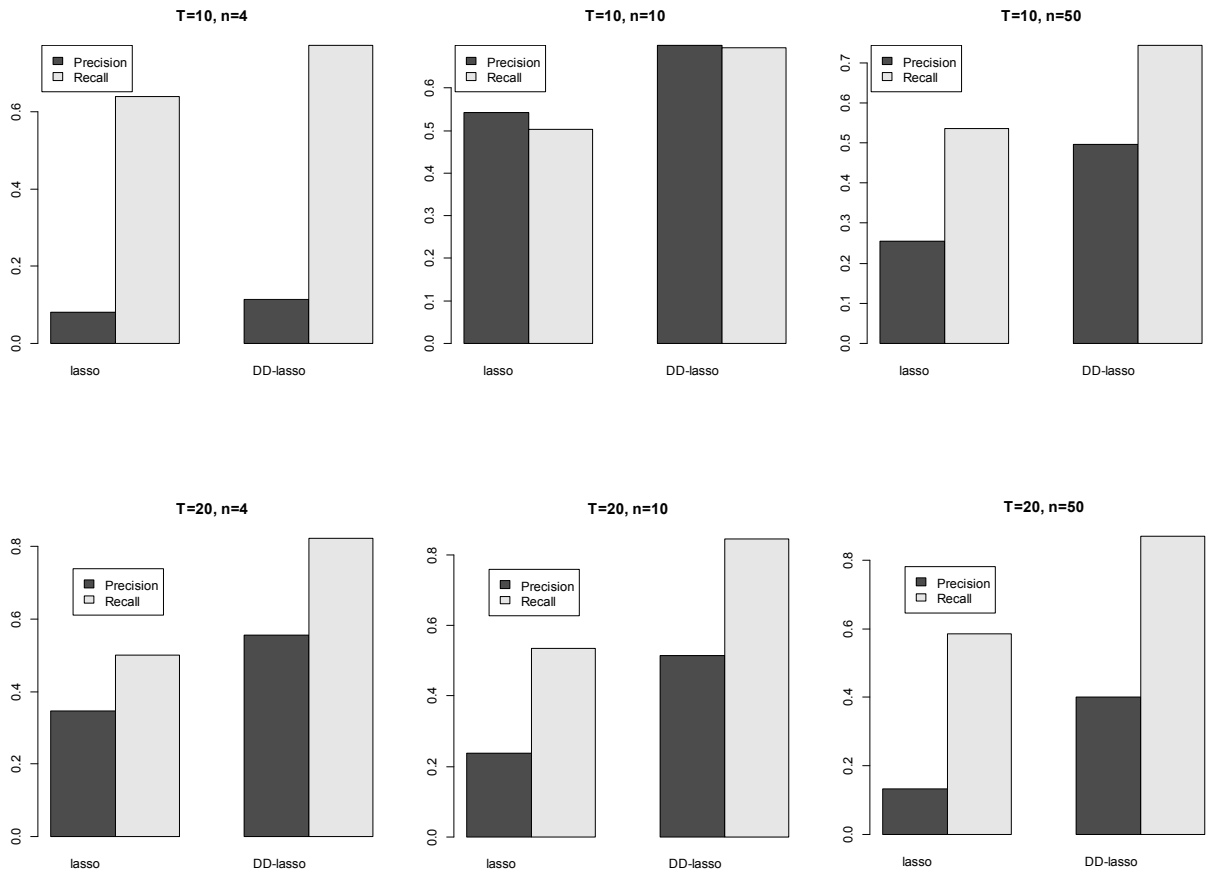 T=10, n=4
Precision
Recall
0.6
0.4
0.2
0.0
lasso DD-lasso
T=10, n=10
Precision
Recall
0.6
0.5
0.4
0.3
0.2
0.1
0.0
lasso DD-lasso
T=10, n=50
Precision
Recall
0.7
0.6
0.5
0.4
0.3
0.2
0.1
0.0
lasso DD-lasso
T=20, n=4
Precision
Recall
0.8
0.6
0.4
0.2
0.0
lasso DD-lasso
T=20, n=10
Precision
Recall
0.8
0.6
0.4
0.2
0.0
lasso DD-lasso
T=20, n=50
Precision
Recall
0.8
0.6
0.4
0.2
0.0
lasso DD-lasso